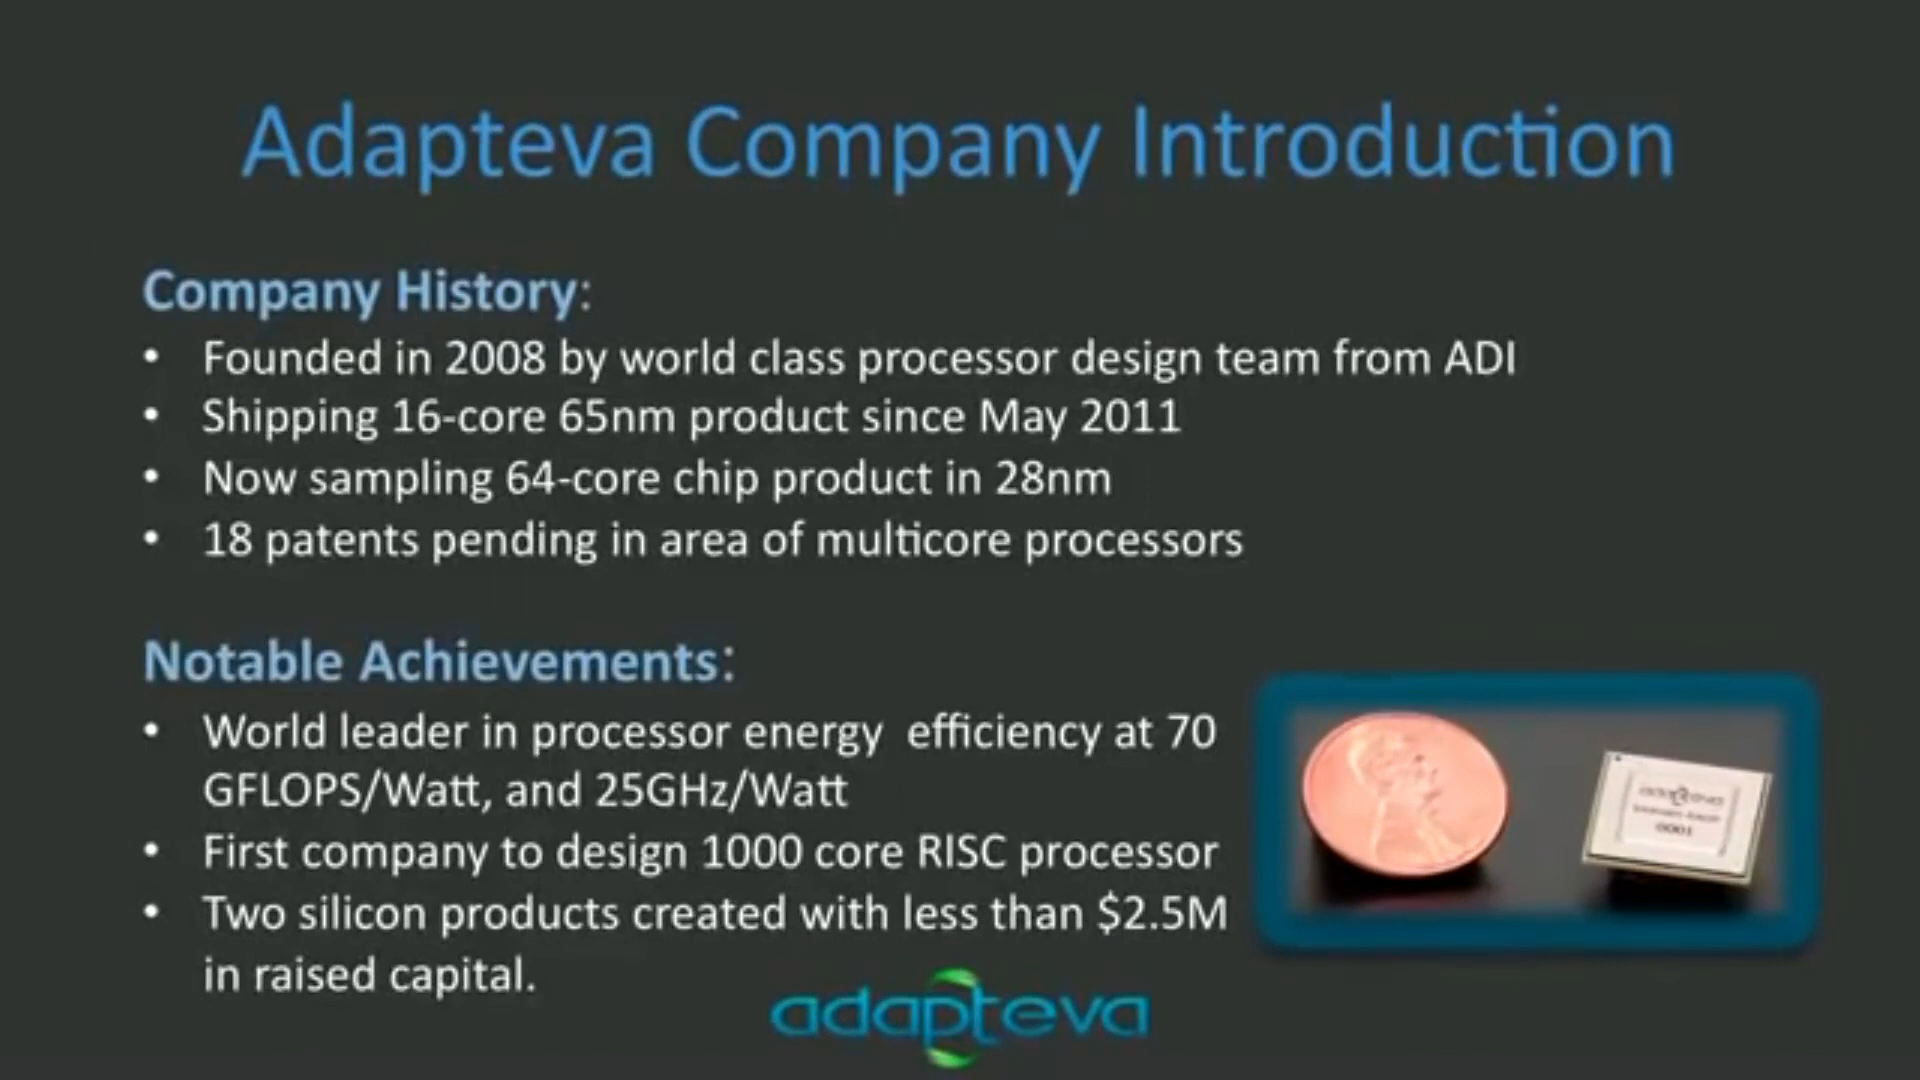 Adapteva Company Introduction
Company History:
• Founded in 2008 by world class processor design team from ADI
• Shipping 16-core 65nm product since May 2011
• Now sampling 64-core chip product in 28nm
• 18 patents pending in area of multicore processors
Notable Achievements:
• World leader in processor energy efficiency at 70
GFLOPS/Watt, and 25GHz/Watt
• First company to design 1000 core RISC processor
• Two silicon products created with less than $2.5M
in raised capital.
adapteva
0001
adapteva